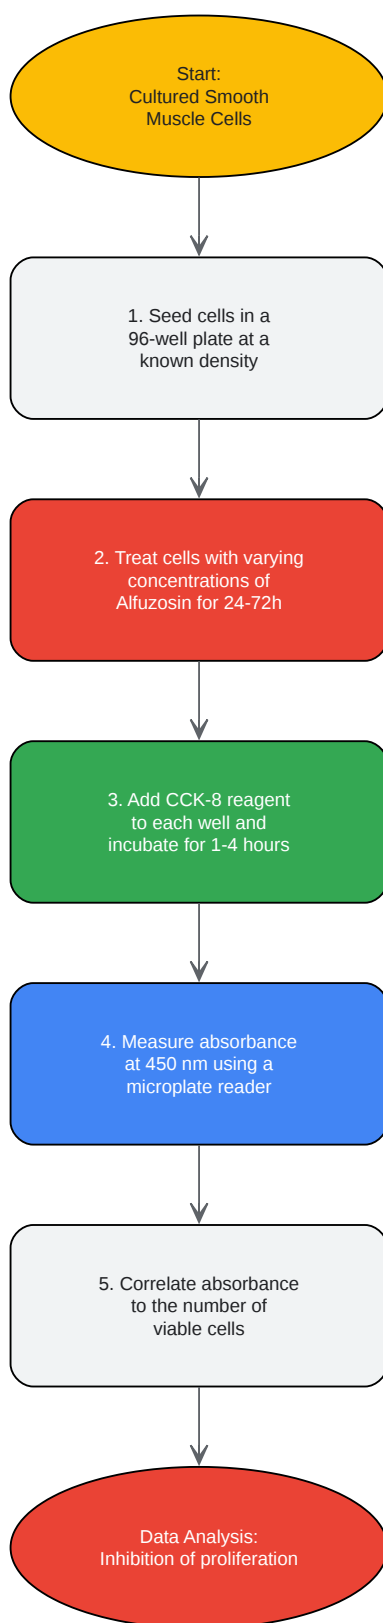 Start:
Cultured Smooth
Muscle Cells
1. Seed cells in a
96-well plate at a
known density
2. Treat cells with varying
concentrations of
Alfuzosin for 24-72h
3. Add CCK-8 reagent
to each well and
incubate for 1-4 hours
4. Measure absorbance
at 450 nm using a
microplate reader
5. Correlate absorbance
to the number of
viable cells
Data Analysis:
Inhibition of proliferation